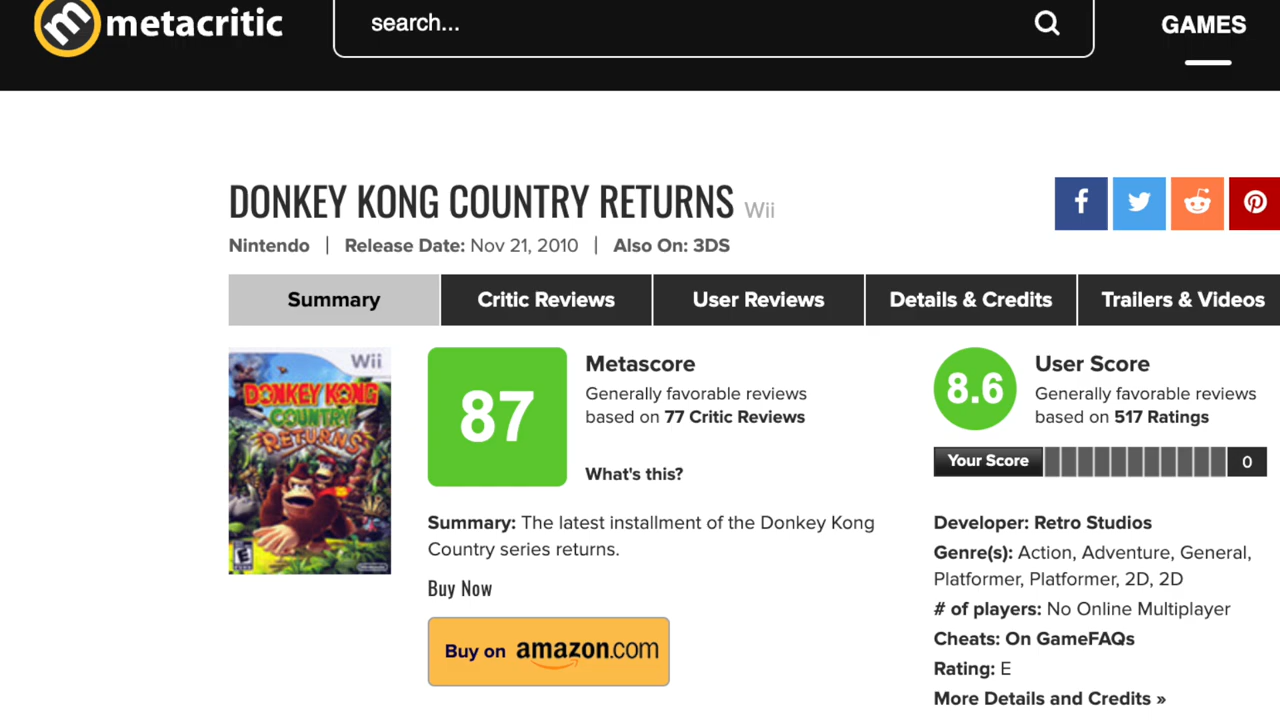 metacritic
search...
GAMES
DONKEY KONG COUNTRY RETURNS Wii
Nintendo | Release Date: Nov 21, 2010 | Also On: 3DS
Summary
Critic Reviews
User Reviews
Details & Credits
Trailers & Videos
Wii
DONKEY KONG
COUNTRY
RETURNS
E
Nintendo
87
Metascore
Generally favorable reviews
based on 77 Critic Reviews
What's this?
Summary: The latest installment of the Donkey Kong
Country series returns.
Buy Now
Buy on amazon.com
8.6
User Score
Generally favorable reviews
based on 517 Ratings
Your Score 0
Developer: Retro Studios
Genre(s): Action, Adventure, General,
Platformer, Platformer, 2D, 2D
# of players: No Online Multiplayer
Cheats: On GameFAQs
Rating: E
More Details and Credits »